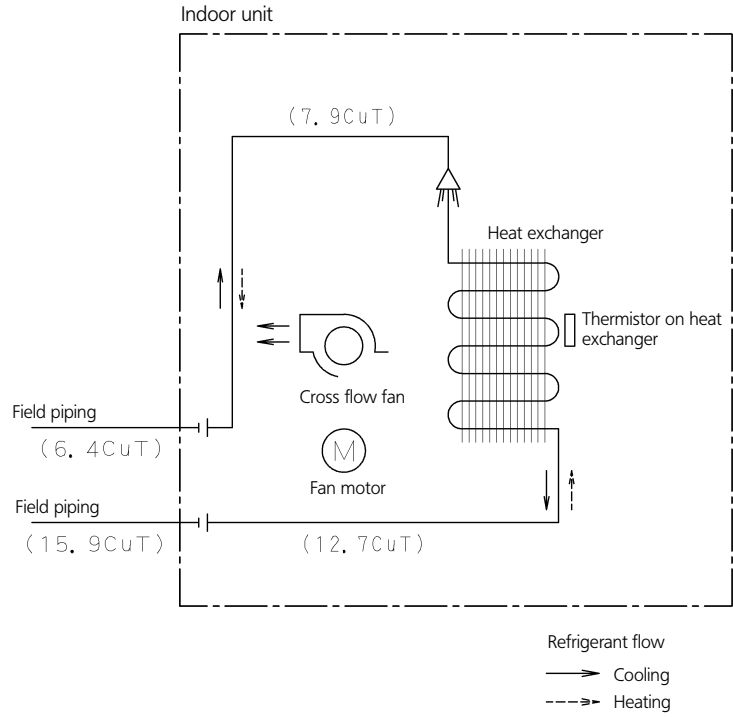 Indoor unit
(7.9CuT)
Heat exchanger
Thermistor on heat
exchanger
Cross flow fan
Field piping
(6.4CuT)
M
Fan motor
Field piping
(15.9CuT)
(12.7CuT)
Refrigerant flow
Cooling
Heating